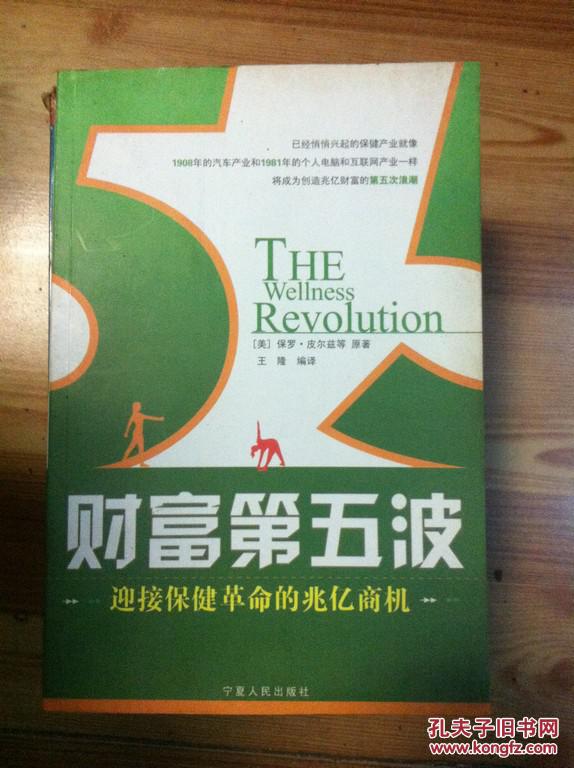 已经悄悄兴起的保健产业就像
1908年的汽车产业和1981年的个人电脑和互联网产业一样
将成为创造兆亿财富的第五次浪潮
THE
Wellness
Revolution
[美] 保罗·皮尔兹等 原著
王 隆 编译
财富第五波
迎接保健革命的兆亿商机
宁夏人民出版社
孔夫子旧书网
www.kongfz.com